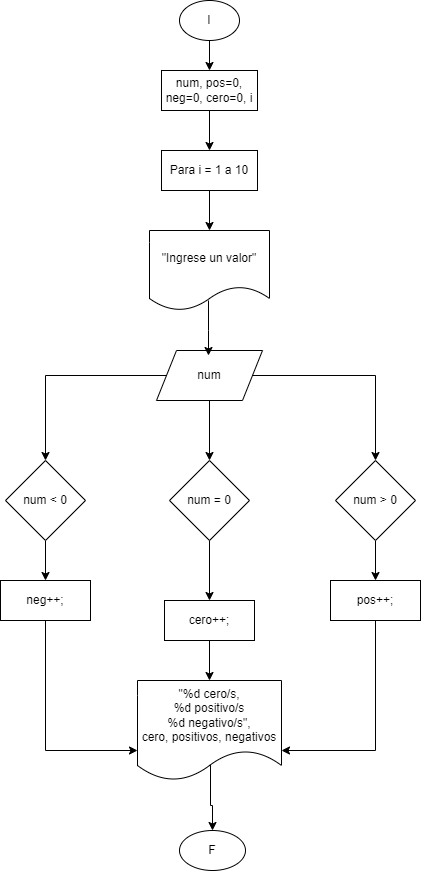 I
num, pos=0,
neg=0, cero=0, i
Para i = 1 a 10
"Ingrese un valor"
num
num < 0
num = 0
num > 0
neg++;
cero++;
pos++;
"%d cero/s,
%d positivo/s
%d negativo/s",
cero, positivos, negativos
F